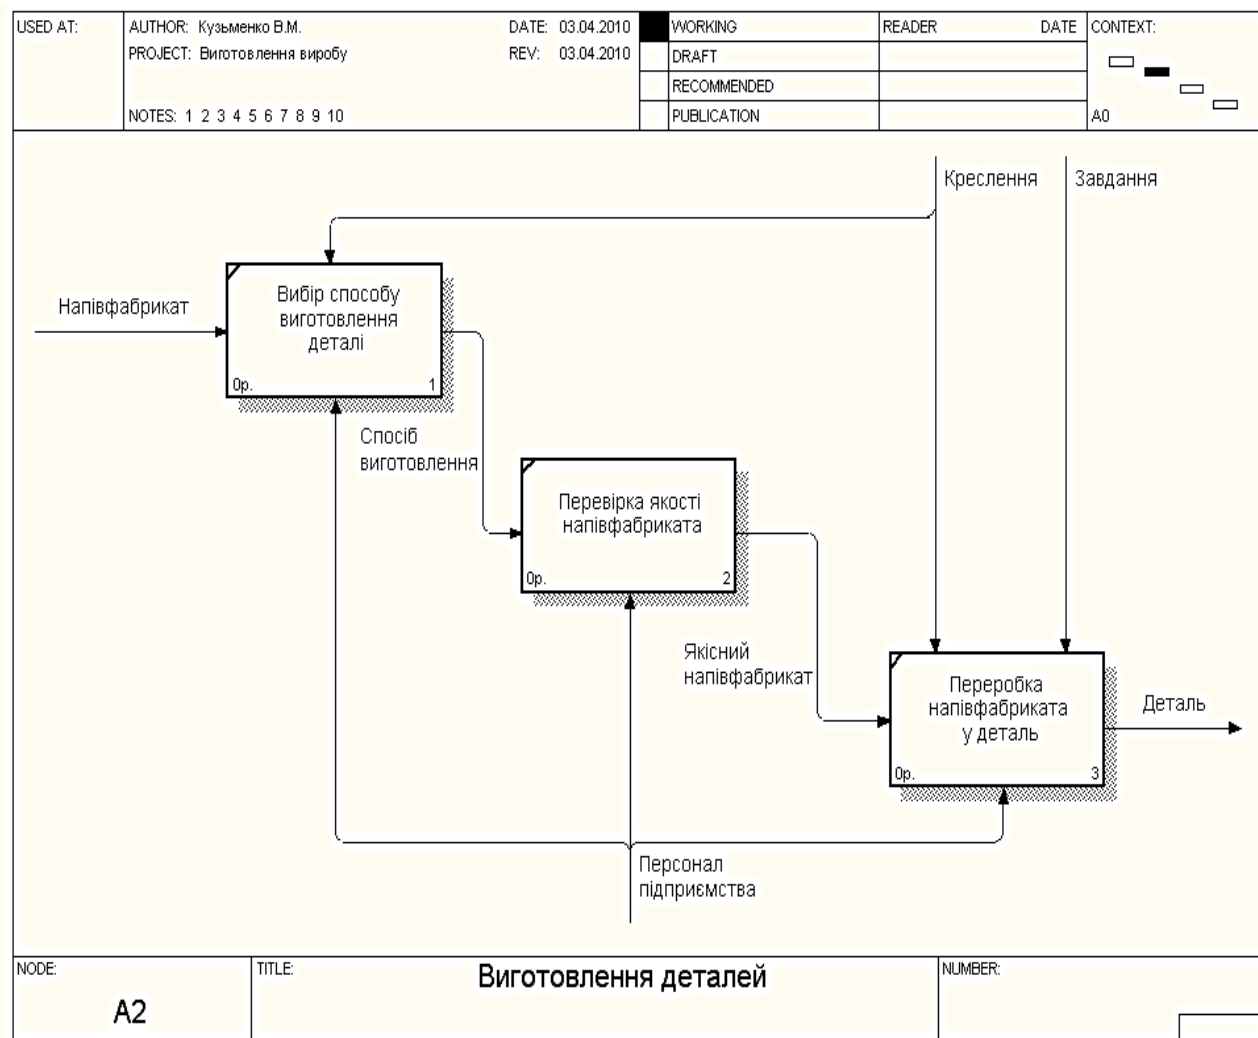 USED AT:
AUTHOR: Кузьменко В.М.
DATE: 03.04.2010
PROJECT: Виготовлення виробу
REV: 03.04.2010
NOTES: 1 2 3 4 5 6 7 8 9 10
WORKING
DRAFT
RECOMMENDED
PUBLICATION
READER DATE
CONTEXT:
A0
Креслення
Завдання
Напівфабрикат
Вибір способу
виготовлення
деталі
0р. 1
Спосіб
виготовлення
Перевірка якості
напівфабриката
0р. 2
Якісний
напівфабрикат
Переробка
напівфабриката
у деталь
0р. 3
Деталь
Персонал
підприємства
NODE:
A2
TITLE:
Виготовлення деталей
NUMBER: